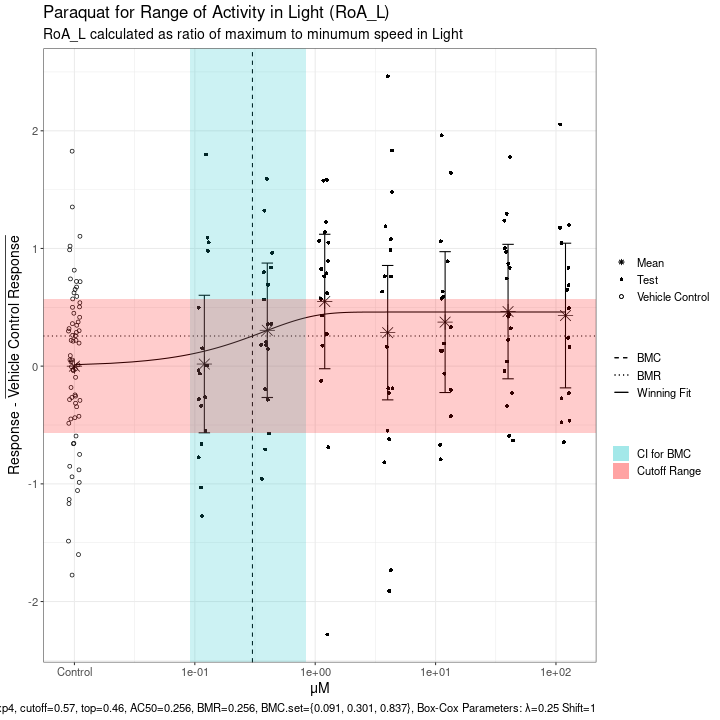 Paraquat for Range of Activity in Light (RoA_L)
RoA_L calculated as ratio of maximum to minumum speed in Light
Response - Vehicle Control Response
2
1
0
-1
-2
Control
1e-01
1e+00
1e+01
1e+02
μM
Mean
Test
Vehicle Control
BMC
BMR
Winning Fit
CI for BMC
Cutoff Range
p4, cutoff=0.57, top=0.46, AC50=0.256, BMR=0.256, BMC.set={0.091, 0.301, 0.837}, Box-Cox Parameters: λ=0.25 Shift=1